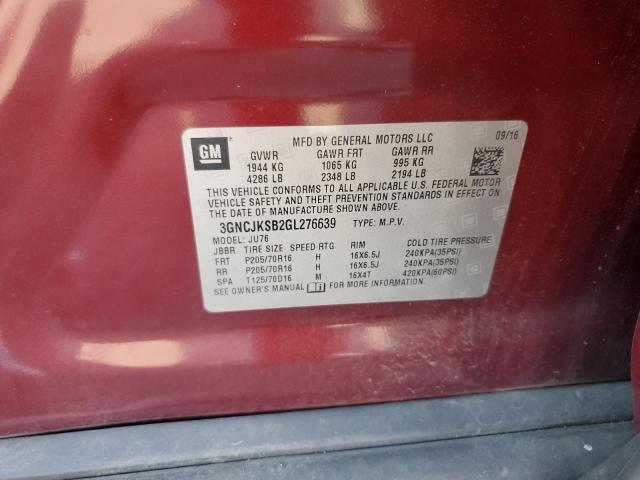 GM
MFD BY GENERAL MOTORS LLC
09/16
GVWR GAWR FRT GAWR RR
1944 KG 1065 KG 995 KG
4286 LB 2348 LB 2194 LB
THIS VEHICLE CONFORMS TO ALL APPLICABLE U.S. FEDERAL MOTOR
VEHICLE SAFETY AND THEFT PREVENTION STANDARDS IN EFFECT ON
THE DATE OF MANUFACTURE SHOWN ABOVE.
3GNCJKSB2GL276639 TYPE: M.P.V.
MODEL: JU76
JBBR TIRE SIZE SPEED RTG RIM COLD TIRE PRESSURE
FRT P205/70R16 H 16X6.5J 240KPA(35PSI)
RR P205/70R16 H 16X6.5J 240KPA(35PSI)
SPA T125/70D16 M 16X4T 420KPA(60PSI)
SEE OWNER'S MANUAL FOR MORE INFORMATION.